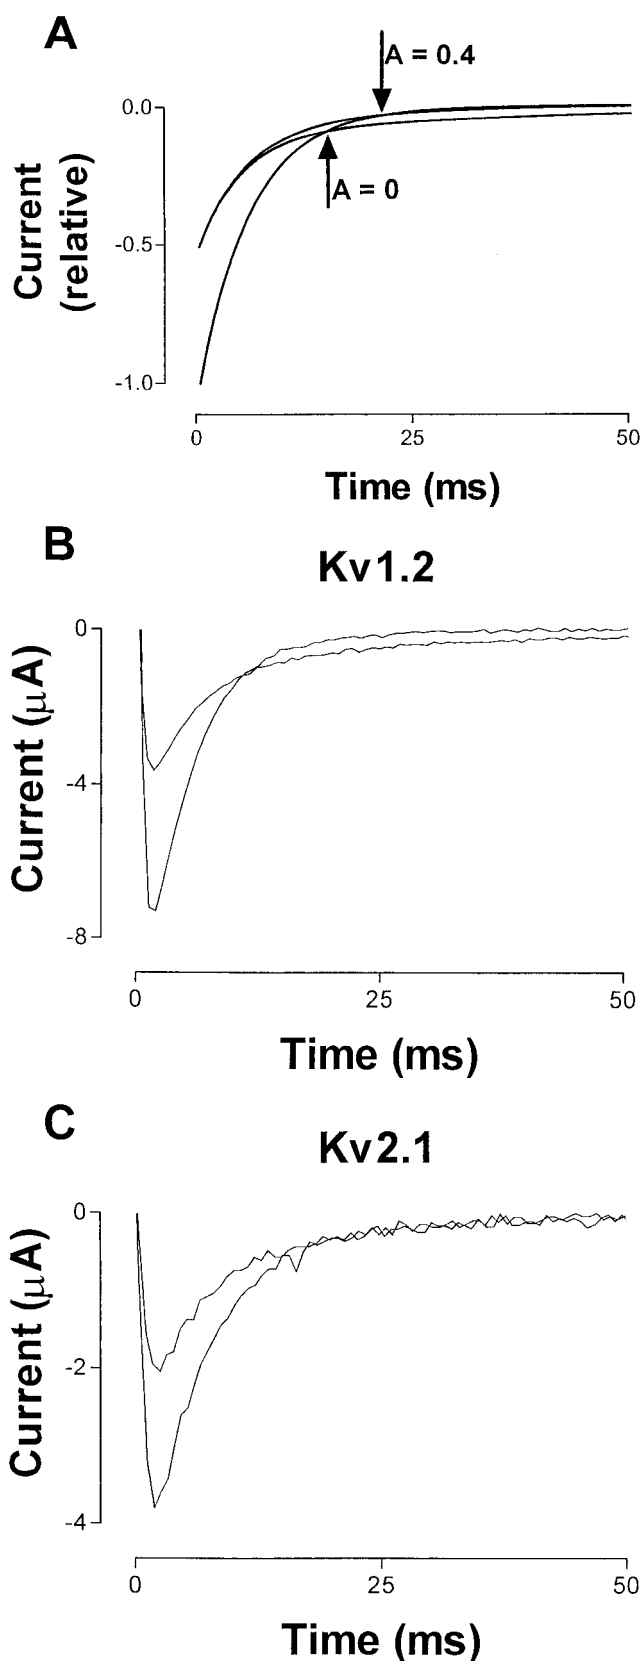 A
A = 0.4
0.0
Current
(relative)
A = 0
-0.5
-1.0
0 25 50
Time (ms)
B
Kv1.2
0
Current (μA)
-4
-8
0 25 50
Time (ms)
C
Kv2.1
0
Current (μA)
-2
-4
0 25 50
Time (ms)